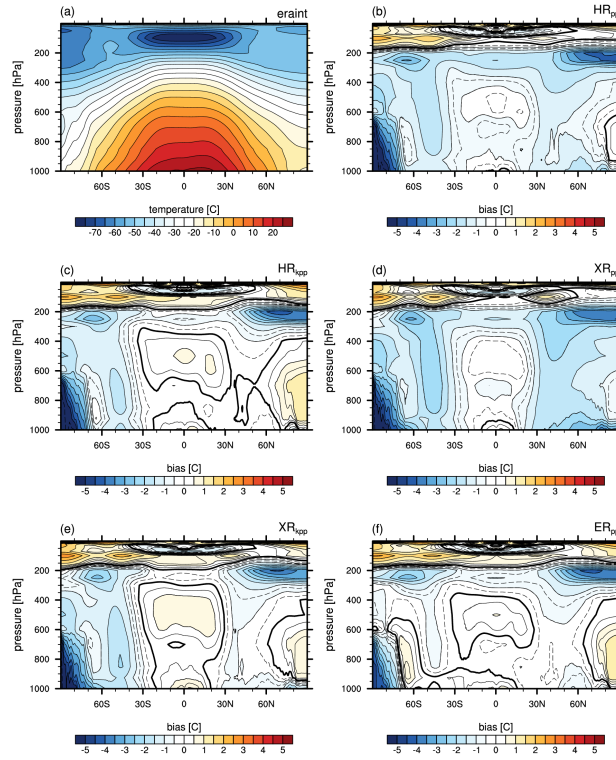 (a) eraint
pressure [hPa]
200
400
600
800
1000
60S 30S 0 30N 60N
temperature [C]
-70 -60 -50 -40 -30 -20 -10 0 10 20
(b) HRpp
pressure [hPa]
200
400
600
800
1000
60S 30S 0 30N 60N
bias [C]
-5 -4 -3 -2 -1 0 1 2 3 4 5
(c) HRkpp
pressure [hPa]
200
400
600
800
1000
60S 30S 0 30N 60N
bias [C]
-5 -4 -3 -2 -1 0 1 2 3 4 5
(d) XRpp
pressure [hPa]
200
400
600
800
1000
60S 30S 0 30N 60N
bias [C]
-5 -4 -3 -2 -1 0 1 2 3 4 5
(e) XRkpp
pressure [hPa]
200
400
600
800
1000
60S 30S 0 30N 60N
bias [C]
-5 -4 -3 -2 -1 0 1 2 3 4 5
(f) ERpp
pressure [hPa]
200
400
600
800
1000
60S 30S 0 30N 60N
bias [C]
-5 -4 -3 -2 -1 0 1 2 3 4 5